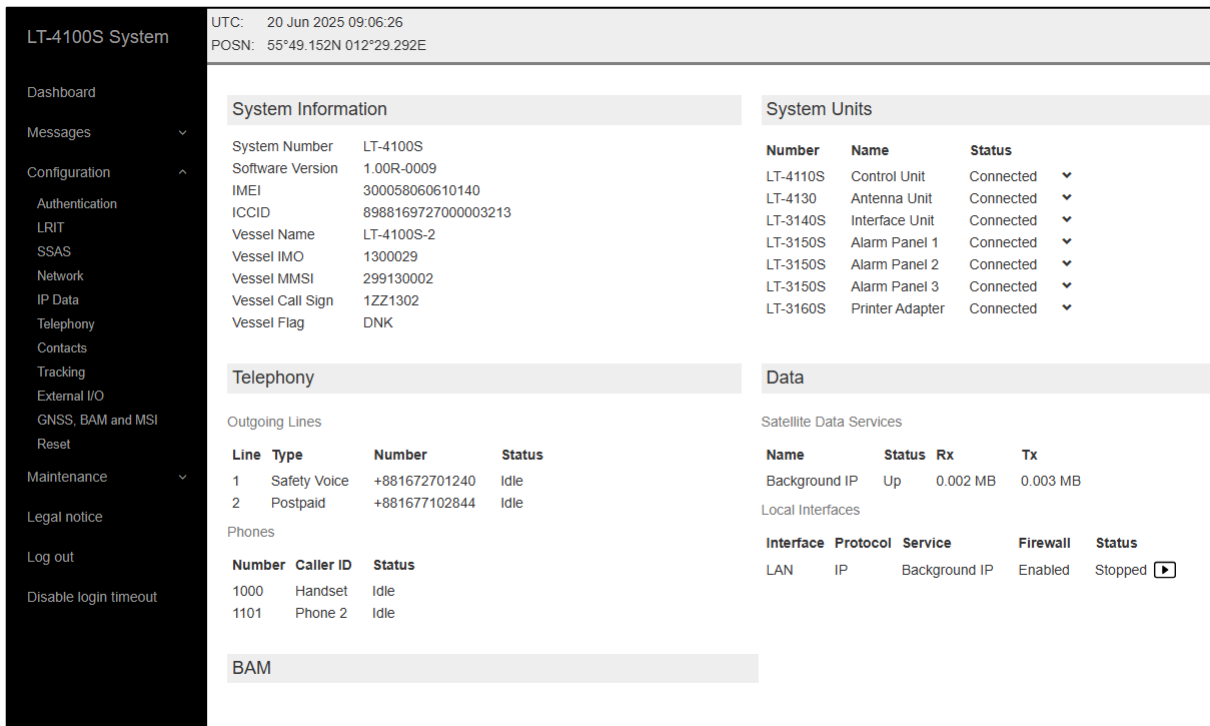 LT-4100S System
Dashboard
Messages
Configuration
Authentication
LRIT
SSAS
Network
IP Data
Telephony
Contacts
Tracking
External I/O
GNSS, BAM and MSI
Reset
Maintenance
Legal notice
Log out
Disable login timeout
UTC: 20 Jun 2025 09:06:26
POSN: 55°49.152N 012°29.292E
System Information
System Number LT-4100S
Software Version 1.00R-0009
IMEI 300058060610140
ICCID 8988169727000003213
Vessel Name LT-4100S-2
Vessel IMO 1300029
Vessel MMSI 299130002
Vessel Call Sign 1ZZ1302
Vessel Flag DNK
System Units
Number Name Status
LT-4110S Control Unit Connected
LT-4130 Antenna Unit Connected
LT-3140S Interface Unit Connected
LT-3150S Alarm Panel 1 Connected
LT-3150S Alarm Panel 2 Connected
LT-3150S Alarm Panel 3 Connected
LT-3160S Printer Adapter Connected
Telephony
Outgoing Lines
Line Type Number Status
1 Safety Voice +881672701240 Idle
2 Postpaid +881677102844 Idle
Phones
Number Caller ID Status
1000 Handset Idle
1101 Phone 2 Idle
Data
Satellite Data Services
Name Status Rx Tx
Background IP Up 0.002 MB 0.003 MB
Local Interfaces
Interface Protocol Service Firewall Status
LAN IP Background IP Enabled Stopped
BAM